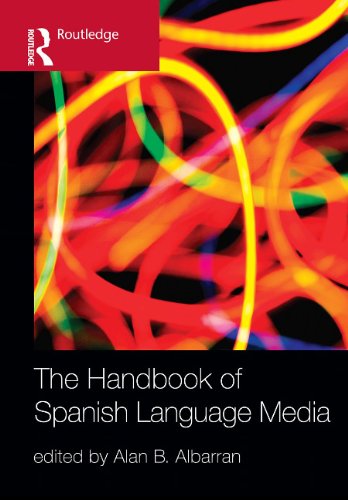 ROUTLEDGE
Routledge
The Handbook of
Spanish Language Media
edited by Alan B. Albarran